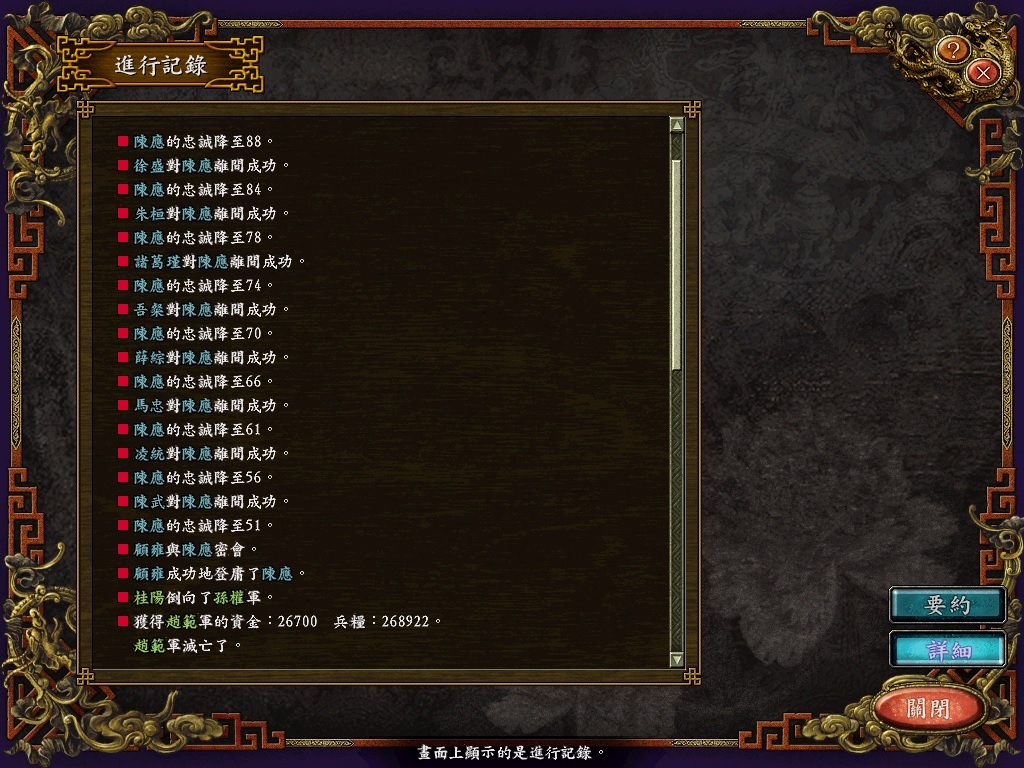 進行記錄
?
陳應的忠誠降至88。
徐盛對陳應離間成功。
陳應的忠誠降至84。
朱桓對陳應離間成功。
陳應的忠誠降至78。
諸葛瑾對陳應離間成功。
陳應的忠誠降至74。
吾粲對陳應離間成功。
陳應的忠誠降至70。
薛綜對陳應離間成功。
陳應的忠誠降至66。
馬忠對陳應離間成功。
陳應的忠誠降至61。
凌統對陳應離間成功。
陳應的忠誠降至56。
陳武對陳應離間成功。
陳應的忠誠降至51。
顧雍與陳應密會。
顧雍成功地登庸了陳應。
桂陽倒向了孫權軍。
獲得趙範軍的資金：26700 兵糧：268922。
趙範軍滅亡了。
要約
詳細
關閉
畫面上顯示的是進行記錄。